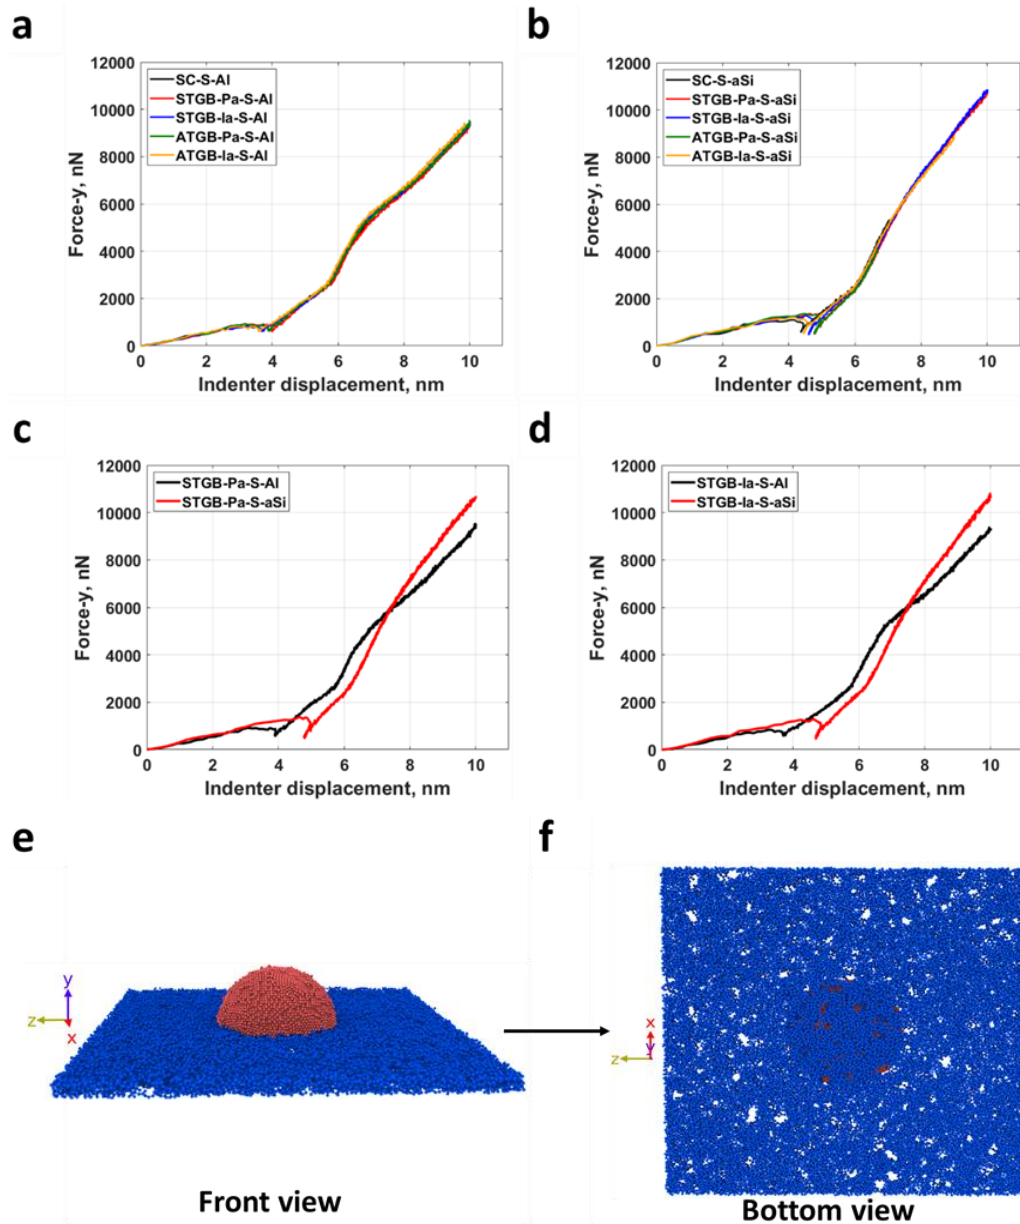 a
12000
10000
8000
6000
4000
2000
0
Force-y, nN
SC-S-Al
STGB-Pa-S-Al
STGB-Ia-S-Al
ATGB-Pa-S-Al
ATGB-Ia-S-Al
0 2 4 6 8 10
Indenter displacement, nm
b
12000
10000
8000
6000
4000
2000
0
Force-y, nN
SC-S-aSi
STGB-Pa-S-aSi
STGB-Ia-S-aSi
ATGB-Pa-S-aSi
ATGB-Ia-S-aSi
0 2 4 6 8 10
Indenter displacement, nm
c
12000
10000
8000
6000
4000
2000
0
Force-y, nN
STGB-Pa-S-Al
STGB-Pa-S-aSi
0 2 4 6 8 10
Indenter displacement, nm
d
12000
10000
8000
6000
4000
2000
0
Force-y, nN
STGB-Ia-S-Al
STGB-Ia-S-aSi
0 2 4 6 8 10
Indenter displacement, nm
e
y
z
x
Front view
f
x
y
z
Bottom view